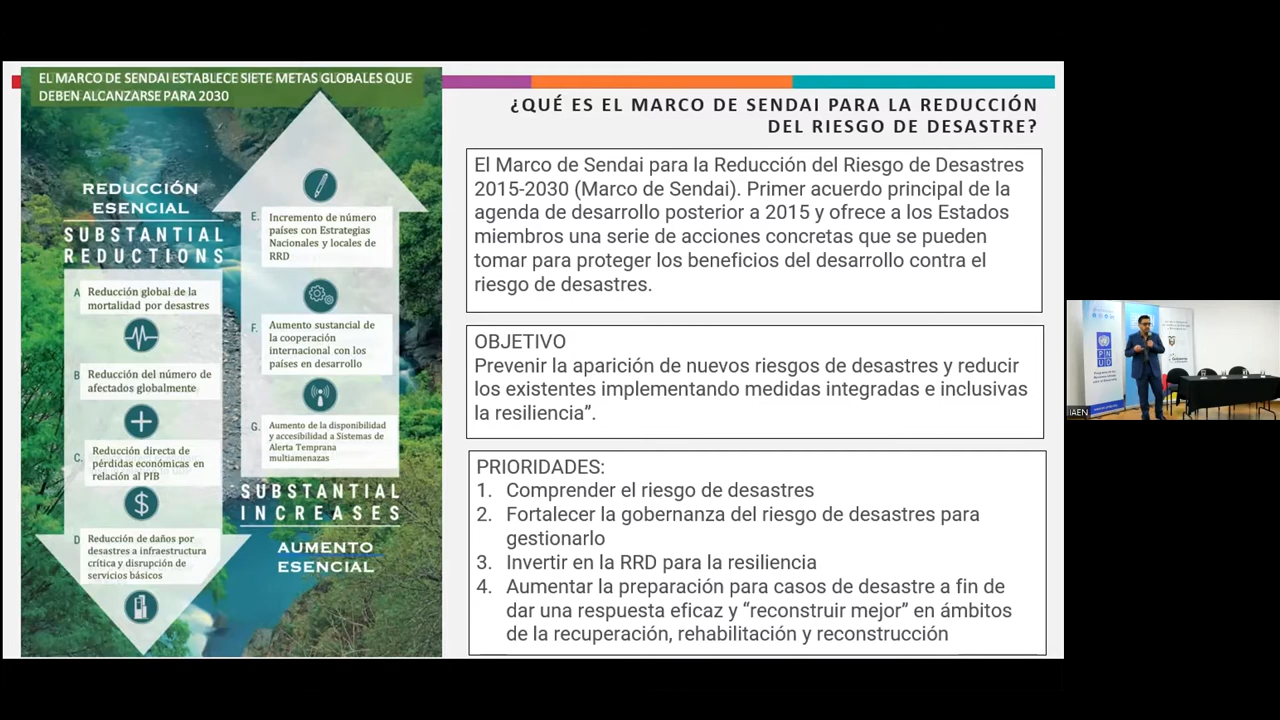 EL MARCO DE SENDAI ESTABLECE SIETE METAS GLOBALES QUE
DEBEN ALCANZARSE PARA 2030
REDUCCIÓN
ESENCIAL
SUBSTANTIAL
REDUCTIONS
A
Reducción global de la
mortalidad por desastres
B
Reducción del número de
afectados globalmente
C.
Reducción directa de
pérdidas económicas en
relación al PIB
D
Reducción de daños por
desastres a infraestructura
crítica y disrupción de
servicios básicos
E.
Incremento de número
países con Estrategias
Nacionales y locales de
RRD
F.
Aumento sustancial de
la cooperación
internacional con los
países en desarrollo
G.
Aumento de la disponibilidad
y accesibilidad a Sistemas de
Alerta Temprana
multiamenazas
SUBSTANTIAL
INCREASES
AUMENTO
ESENCIAL
¿QUÉ ES EL MARCO DE SENDAI PARA LA REDUCCIÓN
DEL RIESGO DE DESASTRE?
El Marco de Sendai para la Reducción del Riesgo de Desastres
2015-2030 (Marco de Sendai). Primer acuerdo principal de la
agenda de desarrollo posterior a 2015 y ofrece a los Estados
miembros una serie de acciones concretas que se pueden
tomar para proteger los beneficios del desarrollo contra el
riesgo de desastres.
OBJETIVO
Prevenir la aparición de nuevos riesgos de desastres y reducir
los existentes implementando medidas integradas e inclusivas
la resiliencia”.
PRIORIDADES:
1. Comprender el riesgo de desastres
2. Fortalecer la gobernanza del riesgo de desastres para
gestionarlo
3. Invertir en la RRD para la resiliencia
4. Aumentar la preparación para casos de desastre a fin de
dar una respuesta eficaz y “reconstruir mejor” en ámbitos
de la recuperación, rehabilitación y reconstrucción
PN
UD
IAEN